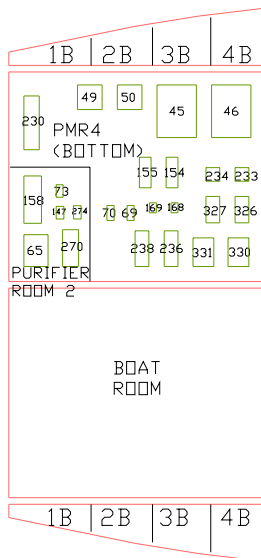 1B 2B 3B 4B
49 50 45 46
230
PMR4
(BOTTOM)
155 154 234 233
158 73
147 274 70 69 169 168 327 326
65 270 238 236 331 330
PURIFIER
ROOM 2
BOAT
ROOM
1B 2B 3B 4B